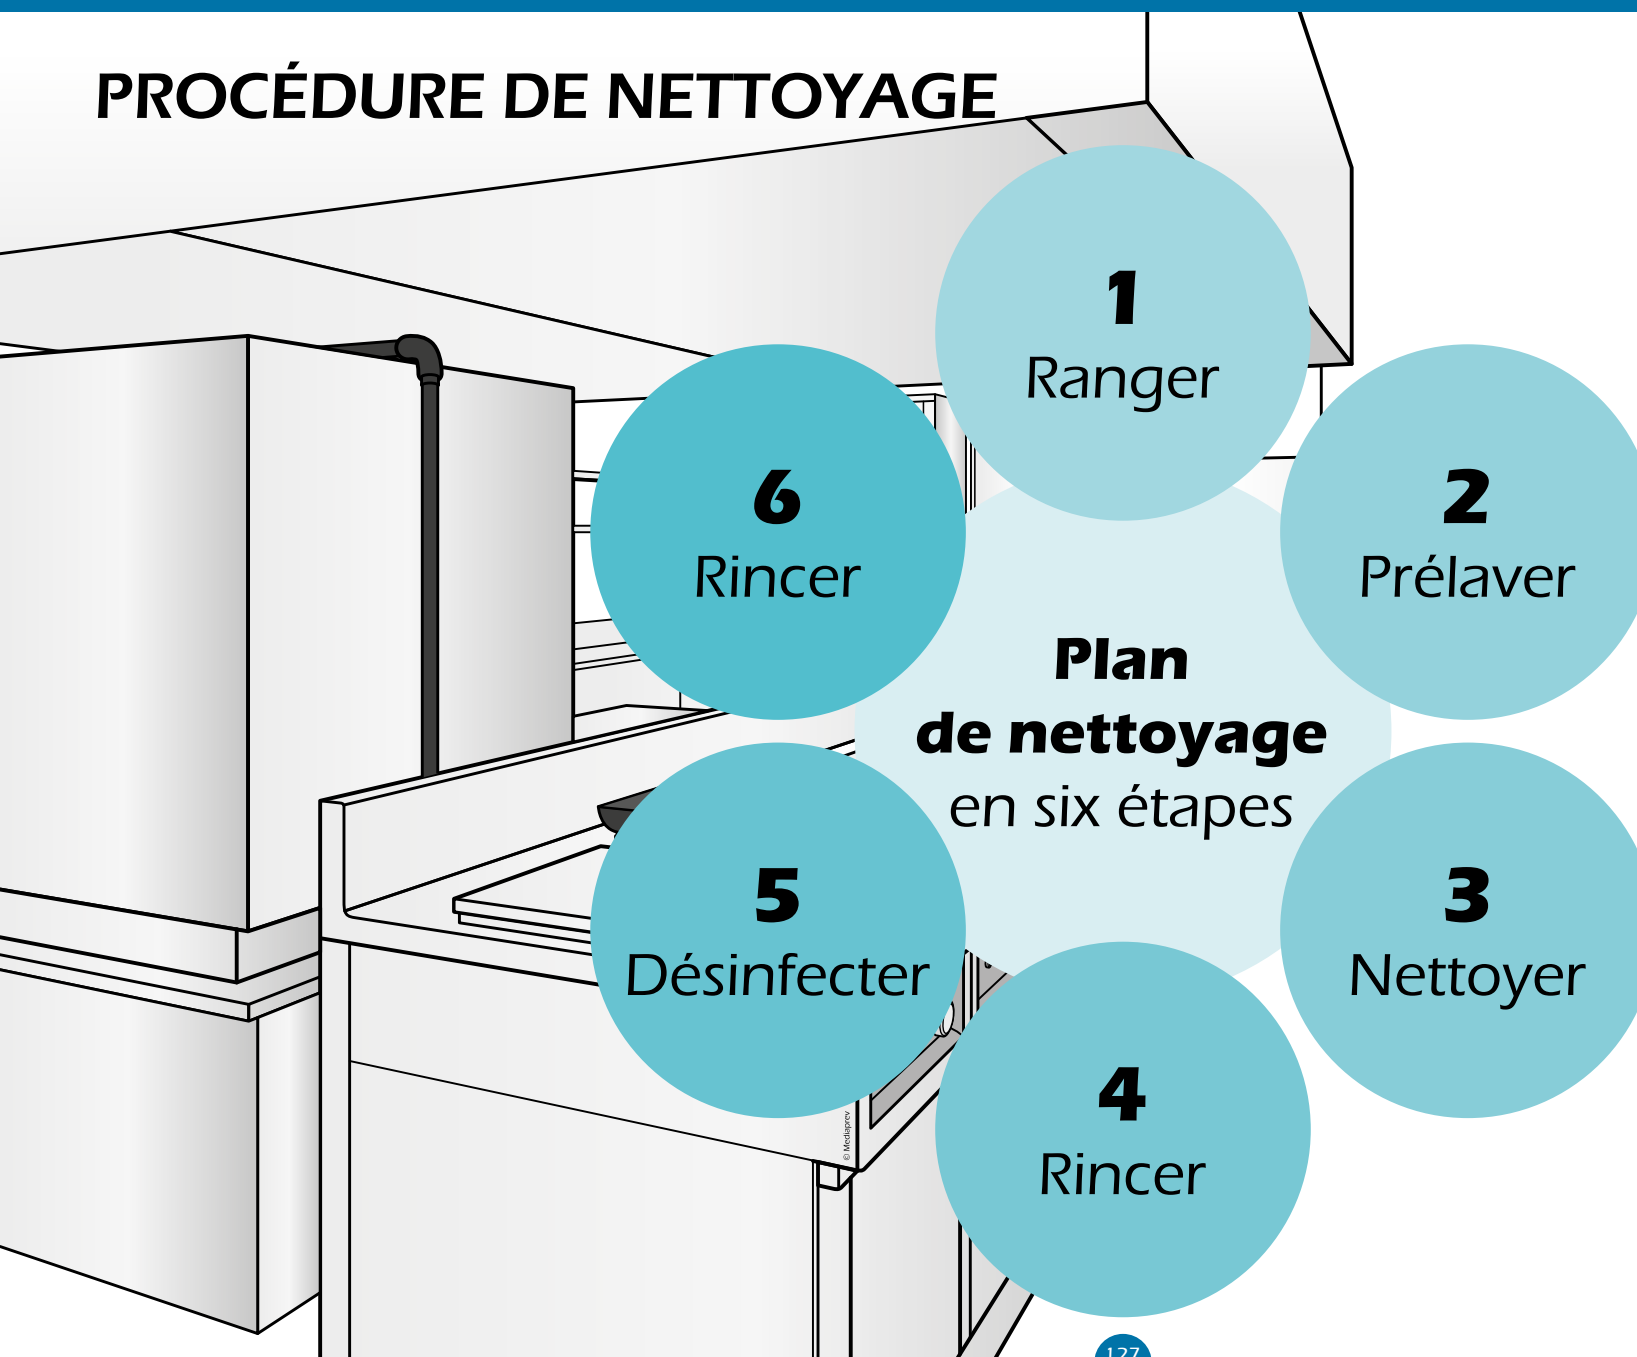 PROCÉDURE DE NETTOYAGE
1
Ranger
2
Prélaver
3
Nettoyer
4
Rincer
5
Désinfecter
6
Rincer
Plan
de nettoyage
en six étapes
© Mediaprev
127